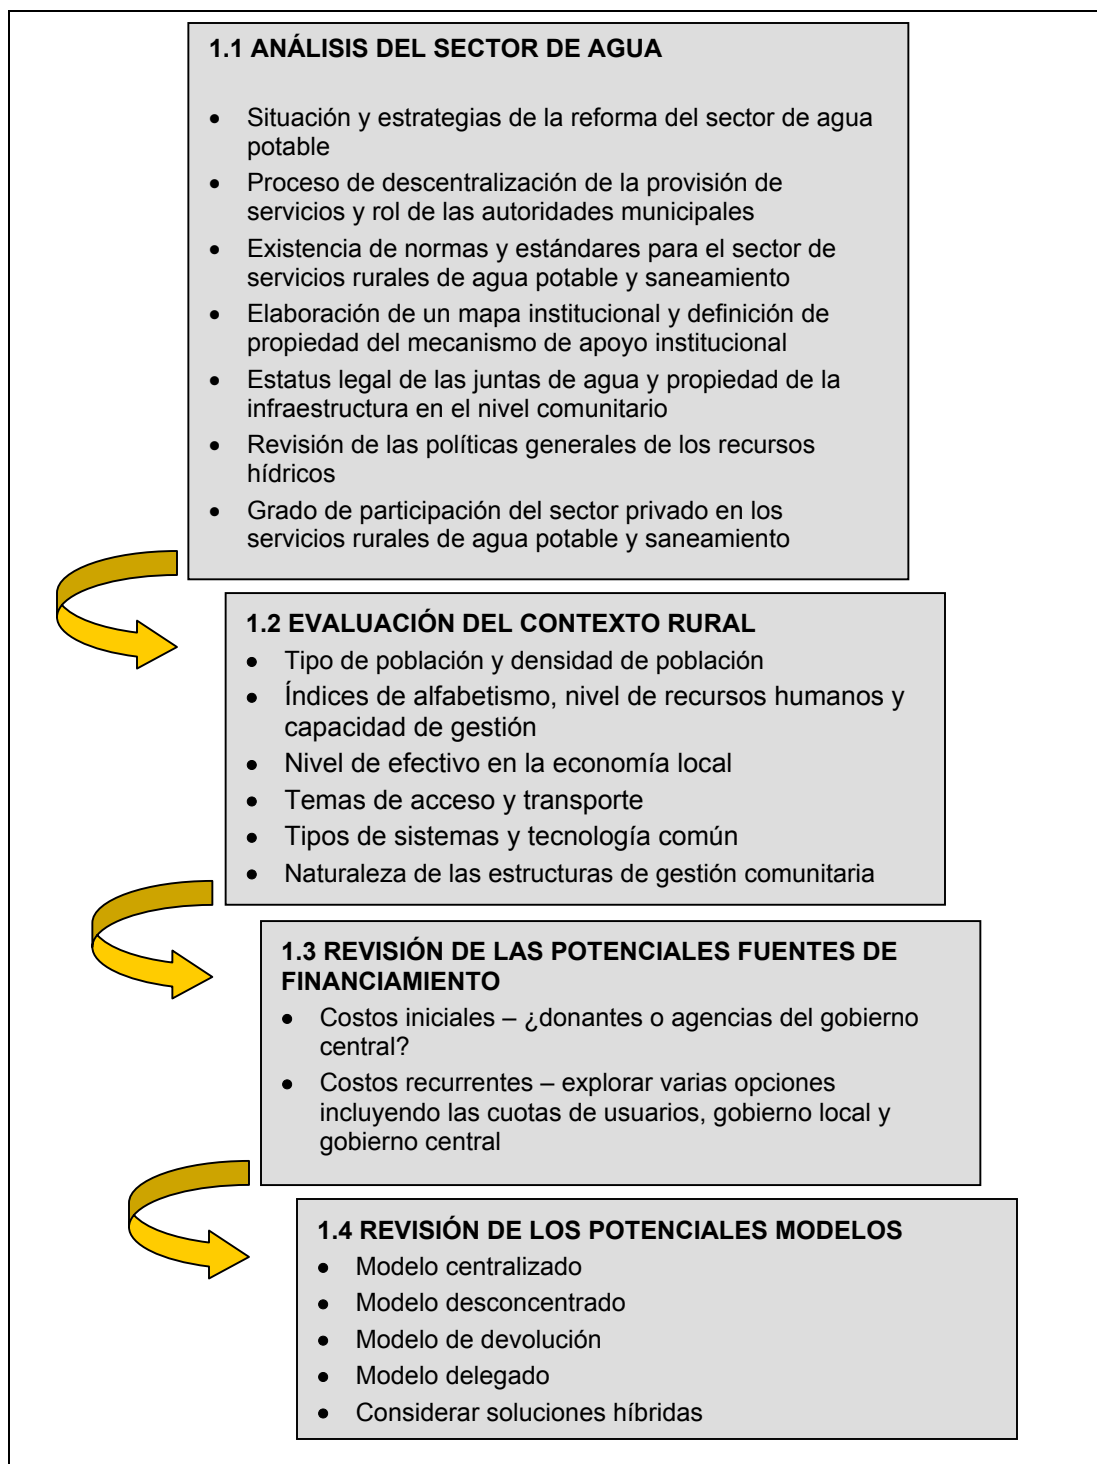 1.1 ANÁLISIS DEL SECTOR DE AGUA
• Situación y estrategias de la reforma del sector de agua
potable
• Proceso de descentralización de la provisión de
servicios y rol de las autoridades municipales
• Existencia de normas y estándares para el sector de
servicios rurales de agua potable y saneamiento
• Elaboración de un mapa institucional y definición de
propiedad del mecanismo de apoyo institucional
• Estatus legal de las juntas de agua y propiedad de la
infraestructura en el nivel comunitario
• Revisión de las políticas generales de los recursos
hídricos
• Grado de participación del sector privado en los
servicios rurales de agua potable y saneamiento
1.2 EVALUACIÓN DEL CONTEXTO RURAL
• Tipo de población y densidad de población
• Índices de alfabetismo, nivel de recursos humanos y
capacidad de gestión
• Nivel de efectivo en la economía local
• Temas de acceso y transporte
• Tipos de sistemas y tecnología común
• Naturaleza de las estructuras de gestión comunitaria
1.3 REVISIÓN DE LAS POTENCIALES FUENTES DE
FINANCIAMIENTO
• Costos iniciales – ¿donantes o agencias del gobierno
central?
• Costos recurrentes – explorar varias opciones
incluyendo las cuotas de usuarios, gobierno local y
gobierno central
1.4 REVISIÓN DE LOS POTENCIALES MODELOS
• Modelo centralizado
• Modelo desconcentrado
• Modelo de devolución
• Modelo delegado
• Considerar soluciones híbridas